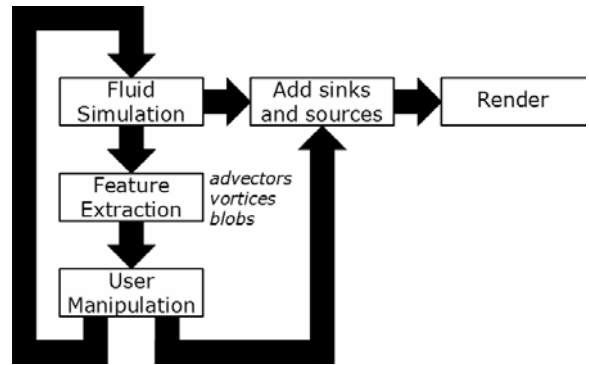 Fluid
Simulation
Add sinks
and sources
Render
Feature
Extraction
advectors
vortices
blobs
User
Manipulation